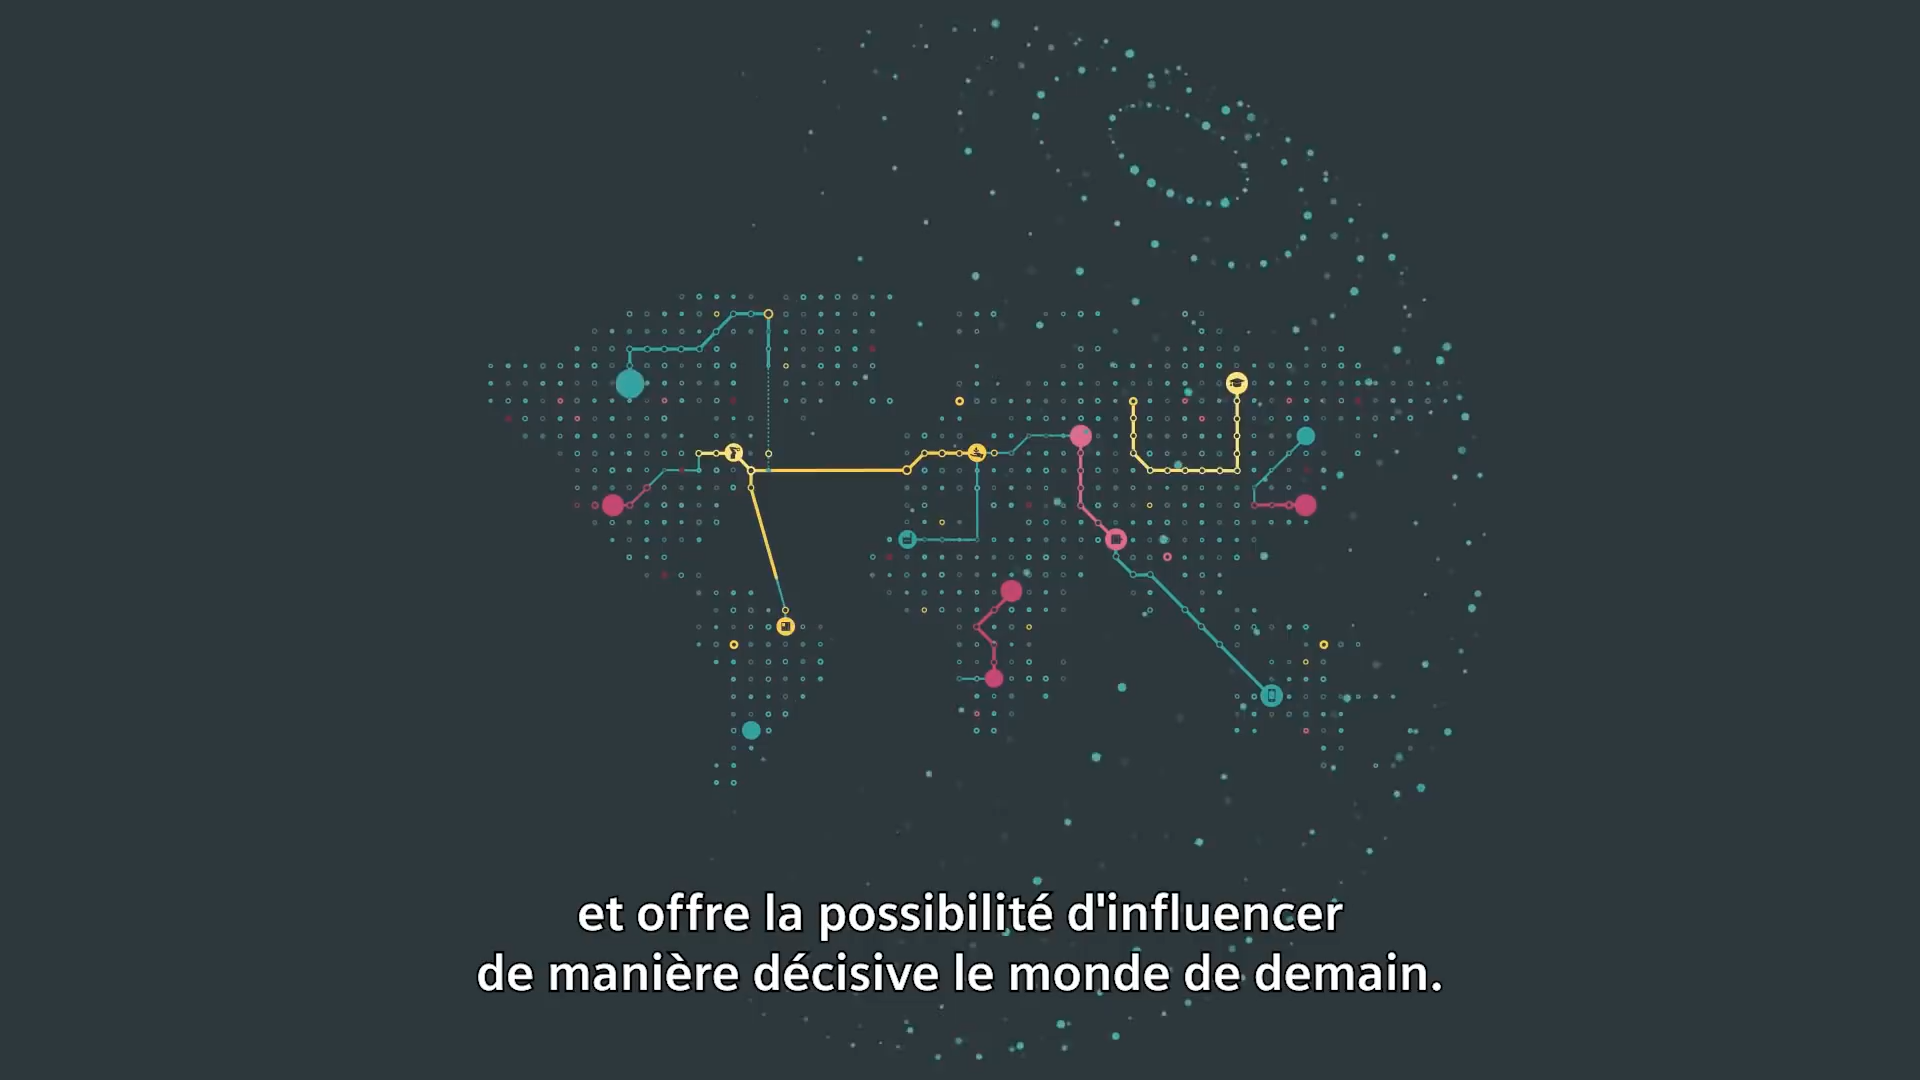 et offre la possibilité d'influencer
de manière décisive le monde de demain.